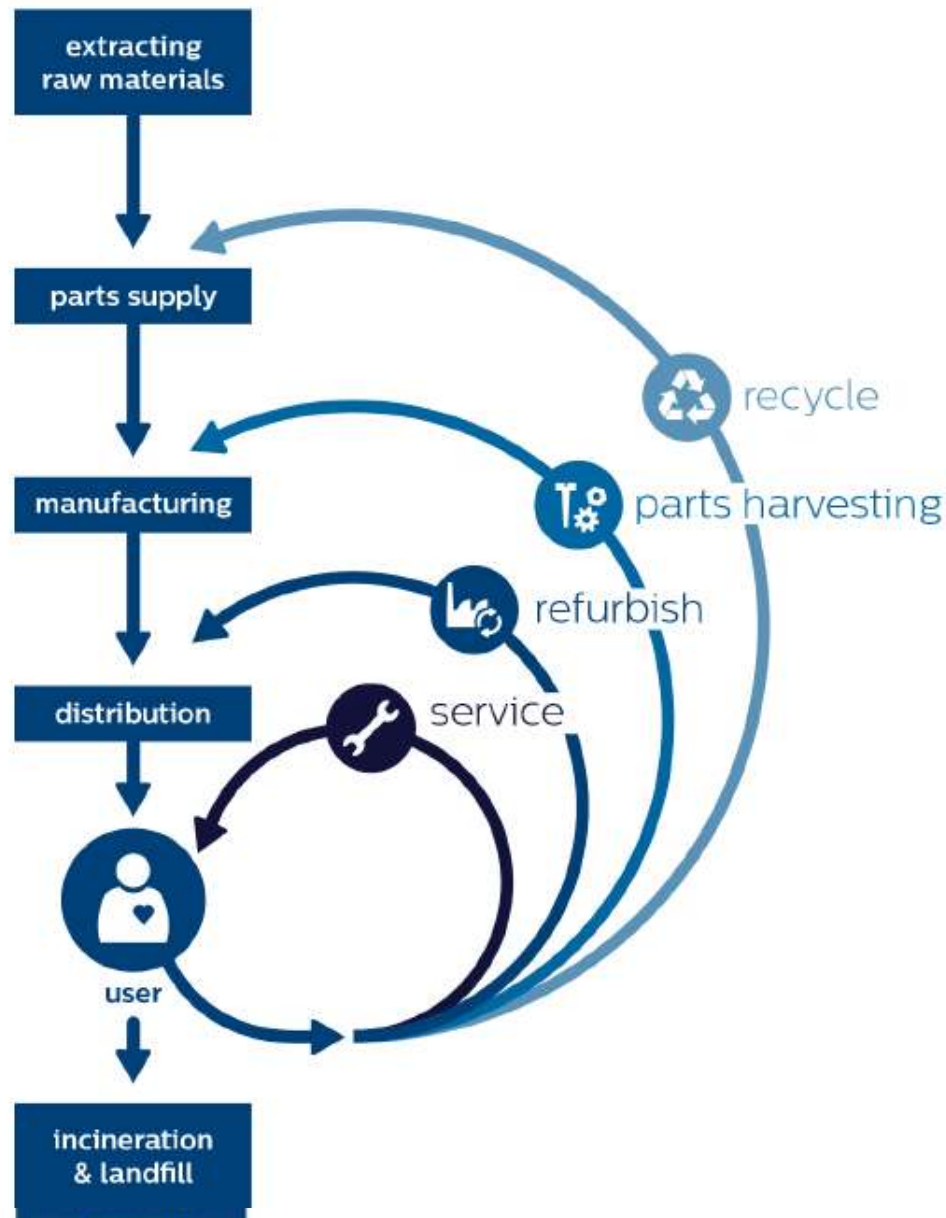 extracting
raw materials
parts supply
recycle
manufacturing
parts harvesting
refurbish
distribution
service
user
incineration
& landfill